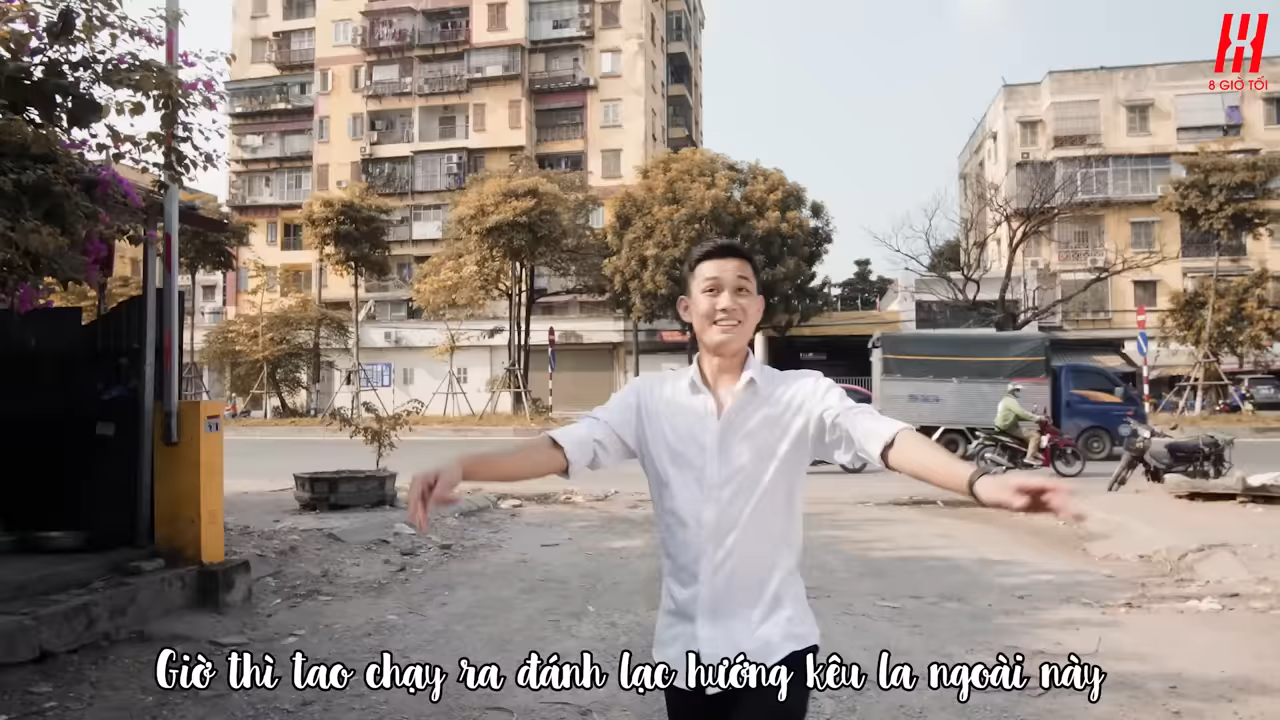 8 GIỜ TỐI
Giờ thì tao chạy ra đánh lạc hướng kêu la ngoài này